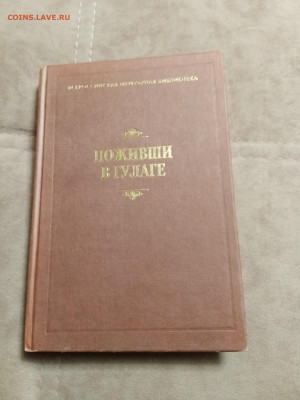 COINS.LAVE.RU
ВСЕРОССИЙСКАЯ МЕМУАРНАЯ БИБЛИОТЕКА
ПОЖИВШИ
В ГУЛАГЕ